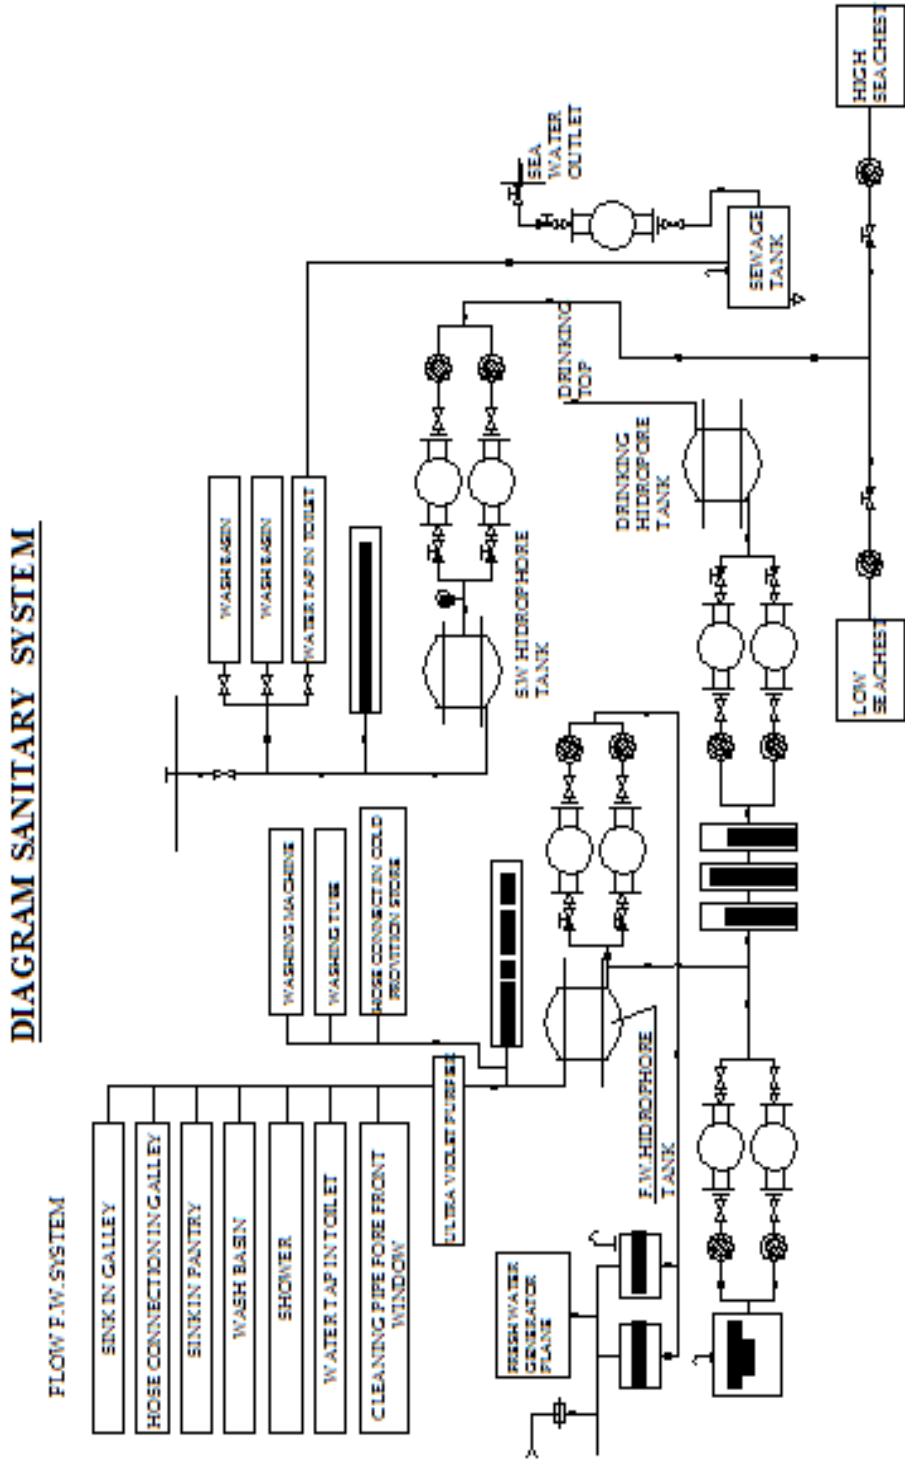 DIAGRAM SANITARY SYSTEM
FLOW F.W.SYSTEM
SINK IN GALLEY
HOSE CONNECTION IN GALLEY
SINK IN PANTRY
WASH BASIN
SHOWER
WATER TAP IN TOILET
CLEANING PIPE FORE FRONT
WINDOW
WASHING MACHINE
WASHING TUBE
HOSE CONNECT.IN COLD
PROVITION STORE
ULTRA VIOLET PURIFIER
WASH BASIN
WASH BASIN
WATER TAP IN TOILET
S.W HIDROPHORE
TANK
F.W.HIDROPHORE
TANK
FRESH WATER
GENERATOR
PLANE
SEA
WATER
OUTLET
DRINKING
TOP
DRINKING
HIDROPORE
TANK
SEWAGE
TANK
HIGH
SEACHEST
LOW
SEACHEST